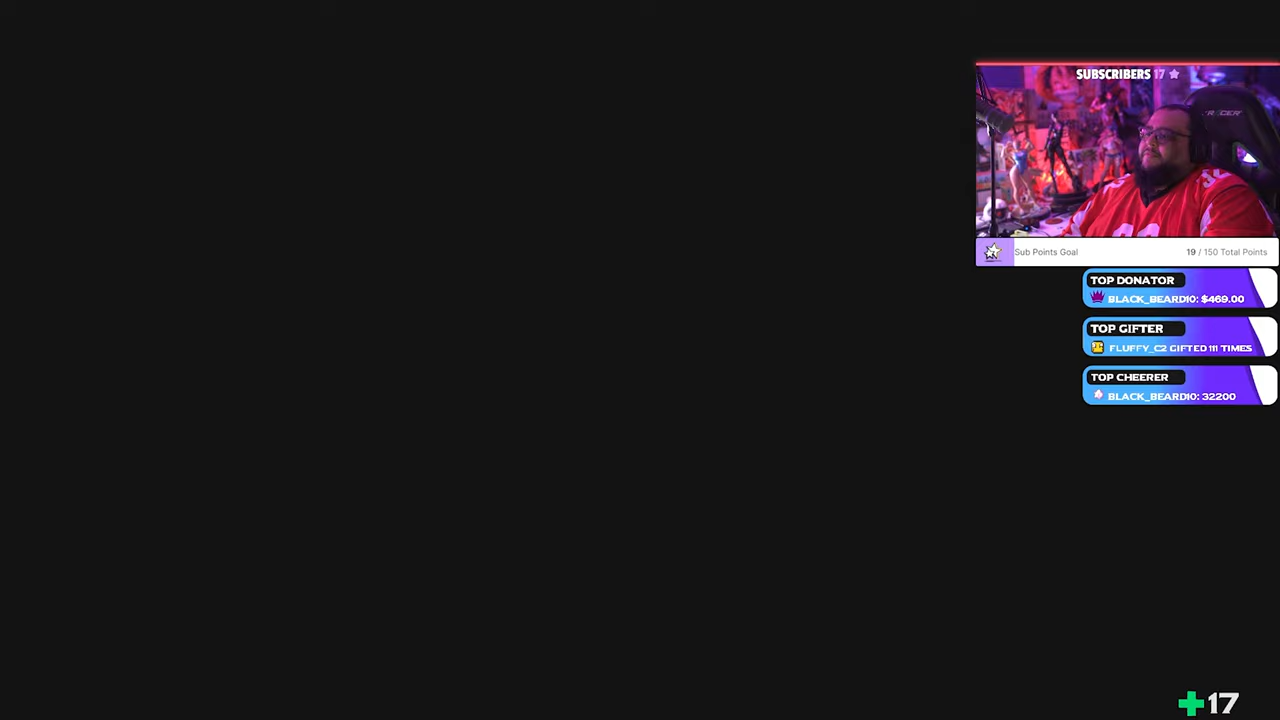 SUBSCRIBERS 17
Sub Points Goal 19 / 150 Total Points
TOP DONATOR
BLACK_BEARD10: $469.00
TOP GIFTER
FLUFFY_C2 GIFTED 111 TIMES
TOP CHEERER
BLACK_BEARD10: 32200
+17